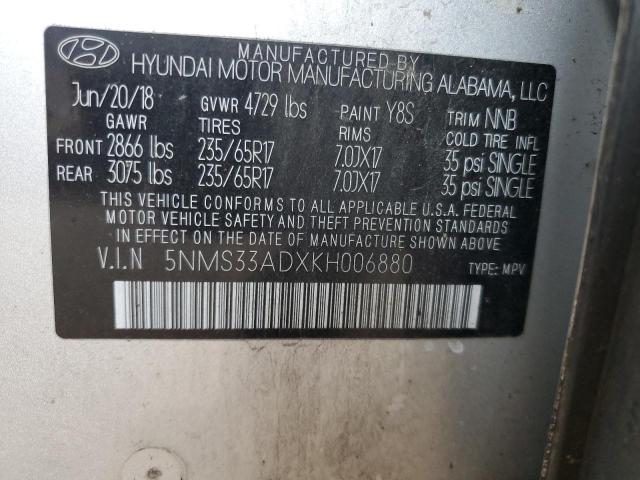 MANUFACTURED BY
HYUNDAI MOTOR MANUFACTURING ALABAMA, LLC
Jun/20/18 GVWR 4729 lbs PAINT Y8S TRIM NNB
GAWR TIRES RIMS COLD TIRE INFL
FRONT 2866 lbs 235/65R17 7.0JX17 35 psi SINGLE
REAR 3075 lbs 235/65R17 7.0JX17 35 psi SINGLE
THIS VEHICLE CONFORMS TO ALL APPLICABLE U.S.A. FEDERAL
MOTOR VEHICLE SAFETY AND THEFT PREVENTION STANDARDS
IN EFFECT ON THE DATE OF MANUFACTURE SHOWN ABOVE
V.I.N 5NMS33ADXKH006880 TYPE: MPV